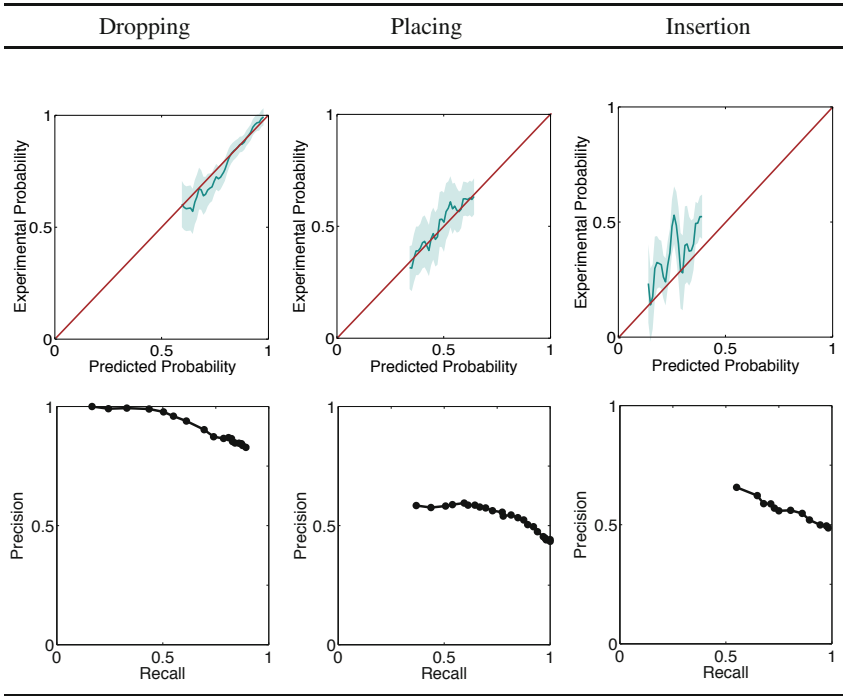 Dropping Placing Insertion
1
0.5
0
0 0.5 1
Experimental Probability
Predicted Probability
1
0.5
0
0 0.5 1
Experimental Probability
Predicted Probability
1
0.5
0
0 0.5 1
Experimental Probability
Predicted Probability
1
0.5
0
0 0.5 1
Precision
Recall
1
0.5
0
0 0.5 1
Precision
Recall
1
0.5
0
0 0.5 1
Precision
Recall